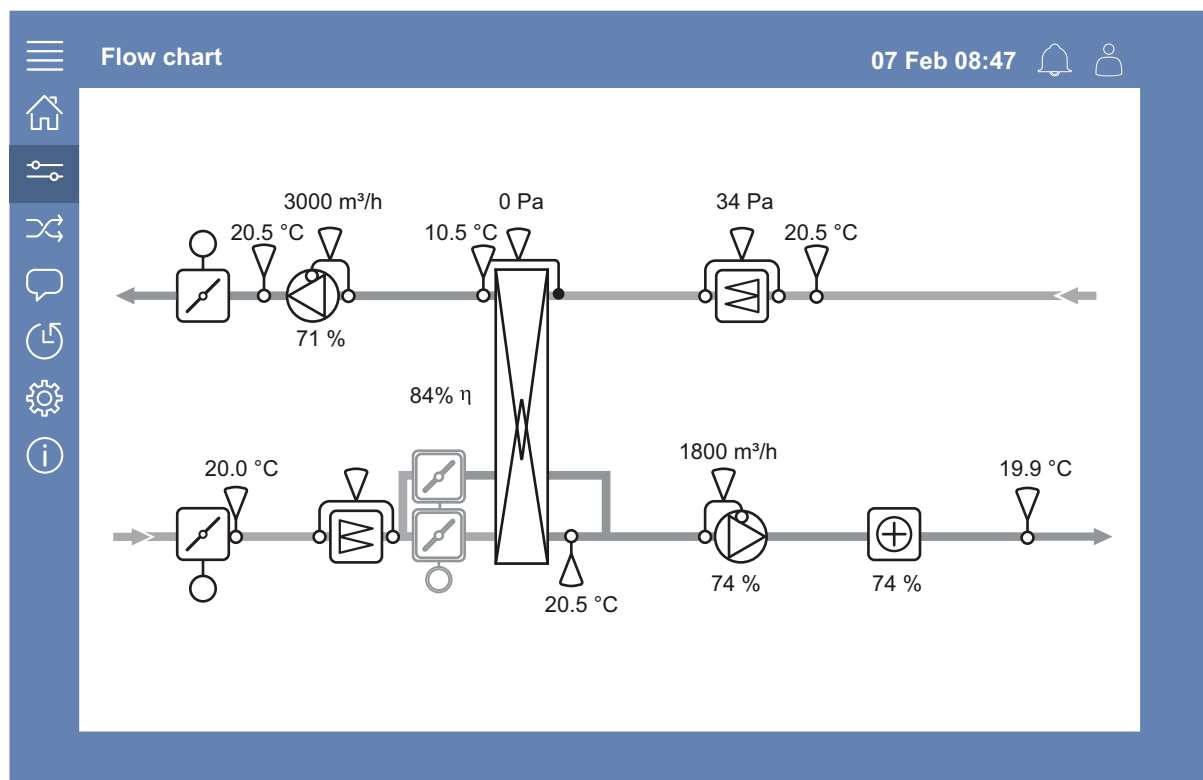 Flow chart
07 Feb 08:47
3000 m³/h
0 Pa
34 Pa
20.5 °C
10.5 °C
20.5 °C
71 %
84% η
20.0 °C
1800 m³/h
19.9 °C
74 %
74 %
20.5 °C